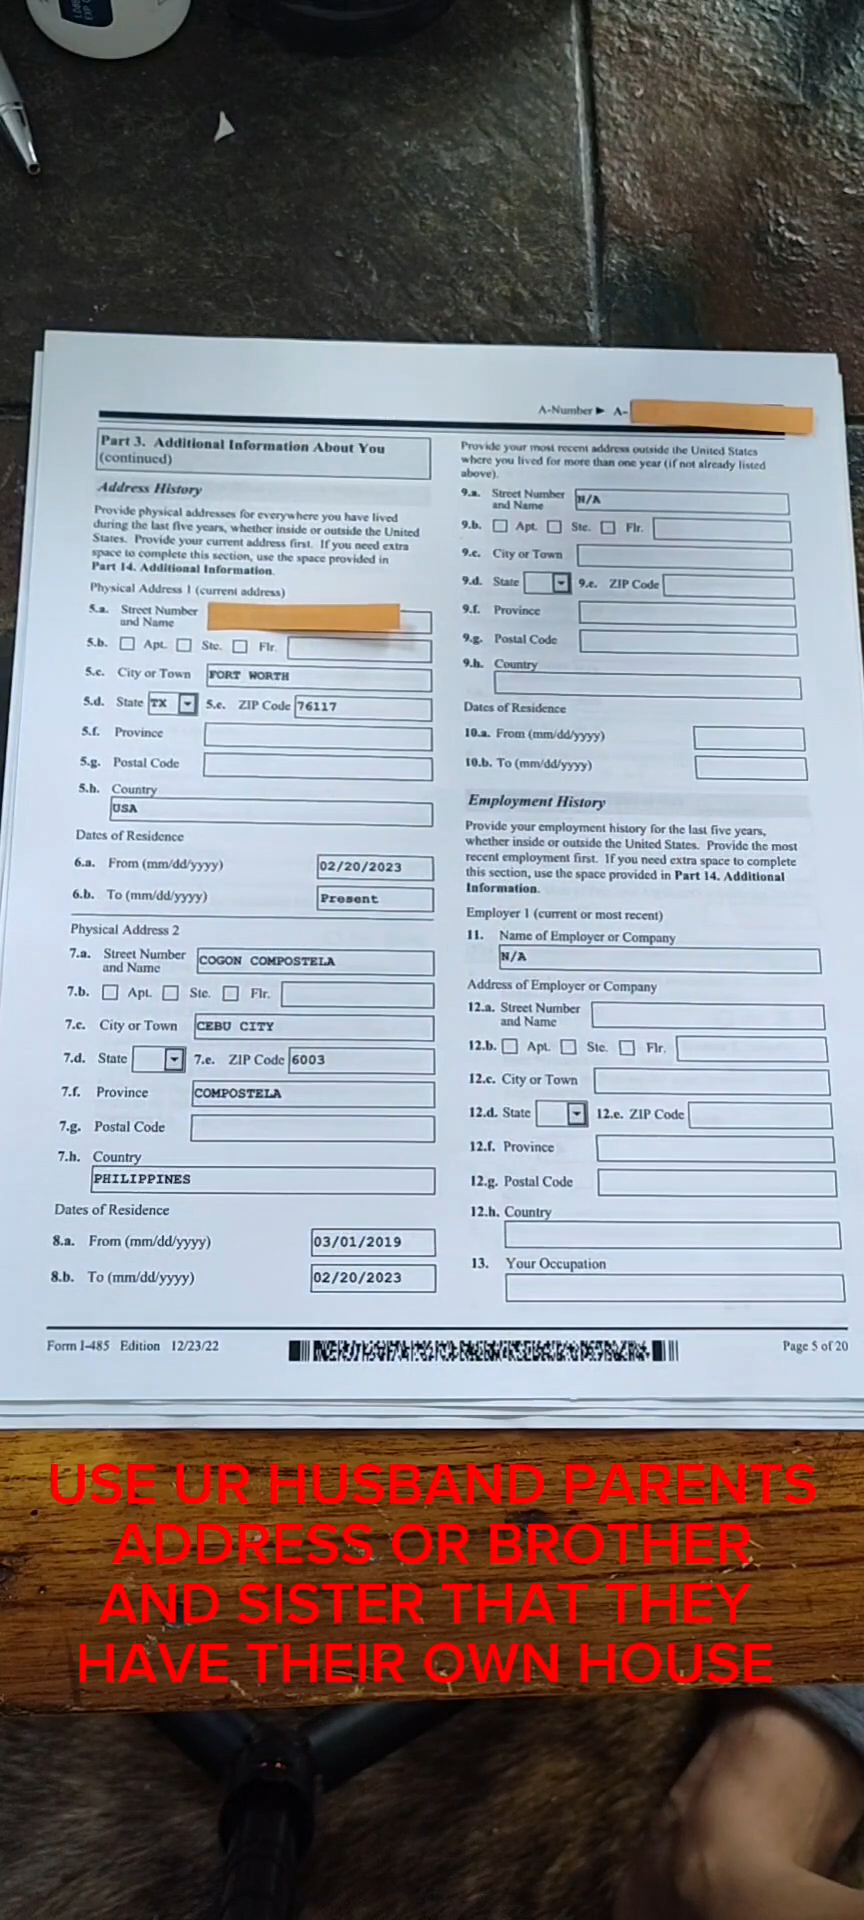 A-Number ► A-
Part 3. Additional Information About You
(continued)
Address History
Provide physical addresses for everywhere you have lived
during the last five years, whether inside or outside the United
States. Provide your current address first. If you need extra
space to complete this section, use the space provided in
Part 14. Additional Information.
Physical Address 1 (current address)
5.a. Street Number
and Name
5.b. Apt. Ste. Flr.
5.c. City or Town FORT WORTH
5.d. State TX 5.e. ZIP Code 76117
5.f. Province
5.g. Postal Code
5.h. Country
USA
Dates of Residence
6.a. From (mm/dd/yyyy) 02/20/2023
6.b. To (mm/dd/yyyy) Present
Physical Address 2
7.a. Street Number
and Name COGON COMPOSTELA
7.b. Apt. Ste. Flr.
7.c. City or Town CEBU CITY
7.d. State 7.e. ZIP Code 6003
7.f. Province COMPOSTELA
7.g. Postal Code
7.h. Country
PHILIPPINES
Dates of Residence
8.a. From (mm/dd/yyyy) 03/01/2019
8.b. To (mm/dd/yyyy) 02/20/2023
Provide your most recent address outside the United States
where you lived for more than one year (if not already listed
above).
9.a. Street Number
and Name N/A
9.b. Apt. Ste. Flr.
9.c. City or Town
9.d. State 9.e. ZIP Code
9.f. Province
9.g. Postal Code
9.h. Country
Dates of Residence
10.a. From (mm/dd/yyyy)
10.b. To (mm/dd/yyyy)
Employment History
Provide your employment history for the last five years,
whether inside or outside the United States. Provide the most
recent employment first. If you need extra space to complete
this section, use the space provided in Part 14. Additional
Information.
Employer 1 (current or most recent)
11. Name of Employer or Company
N/A
Address of Employer or Company
12.a. Street Number
and Name
12.b. Apt. Ste. Flr.
12.c. City or Town
12.d. State 12.e. ZIP Code
12.f. Province
12.g. Postal Code
12.h. Country
13. Your Occupation
Form I-485 Edition 12/23/22
Page 5 of 20
USE UR HUSBAND PARENTS
ADDRESS OR BROTHER
AND SISTER THAT THEY
HAVE THEIR OWN HOUSE